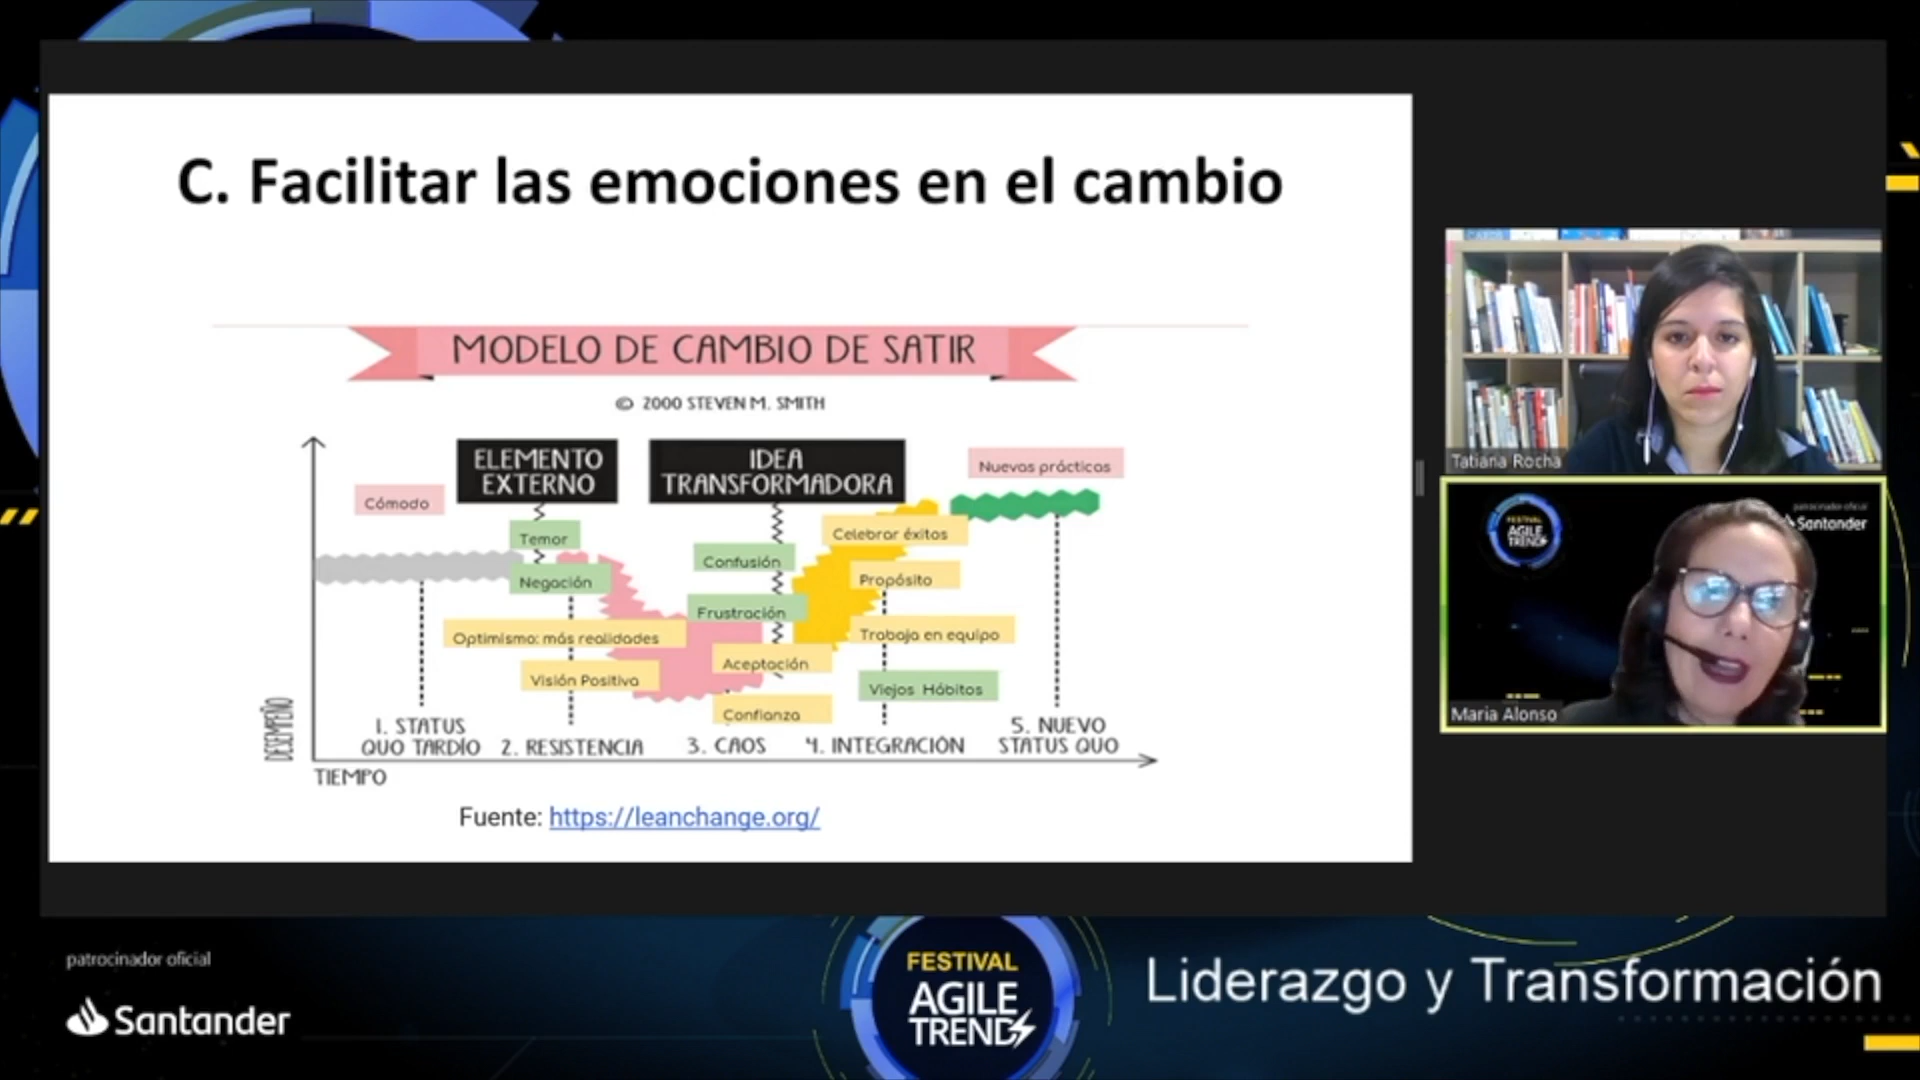 C. Facilitar las emociones en el cambio
MODELO DE CAMBIO DE SATIR
© 2000 STEVEN M. SMITH
ELEMENTO
EXTERNO
IDEA
TRANSFORMADORA
Nuevas prácticas
Cómodo
Temor
Negación
Confusión
Frustración
Celebrar éxitos
Propósito
Optimismo: más realidades
Trabajo en equipo
Visión Positiva
Aceptación
Viejos Hábitos
Confianza
DESEMPEÑO
1. STATUS
QUO TARDÍO
2. RESISTENCIA
3. CAOS
4. INTEGRACIÓN
5. NUEVO
STATUS QUO
TIEMPO
Fuente: https://leanchange.org/
Tatiana Rocha
FESTIVAL
AGILE
TREND
patrocinador oficial
Santander
Maria Alonso
patrocinador oficial
Santander
FESTIVAL
AGILE
TRENDS
Liderazgo y Transformación